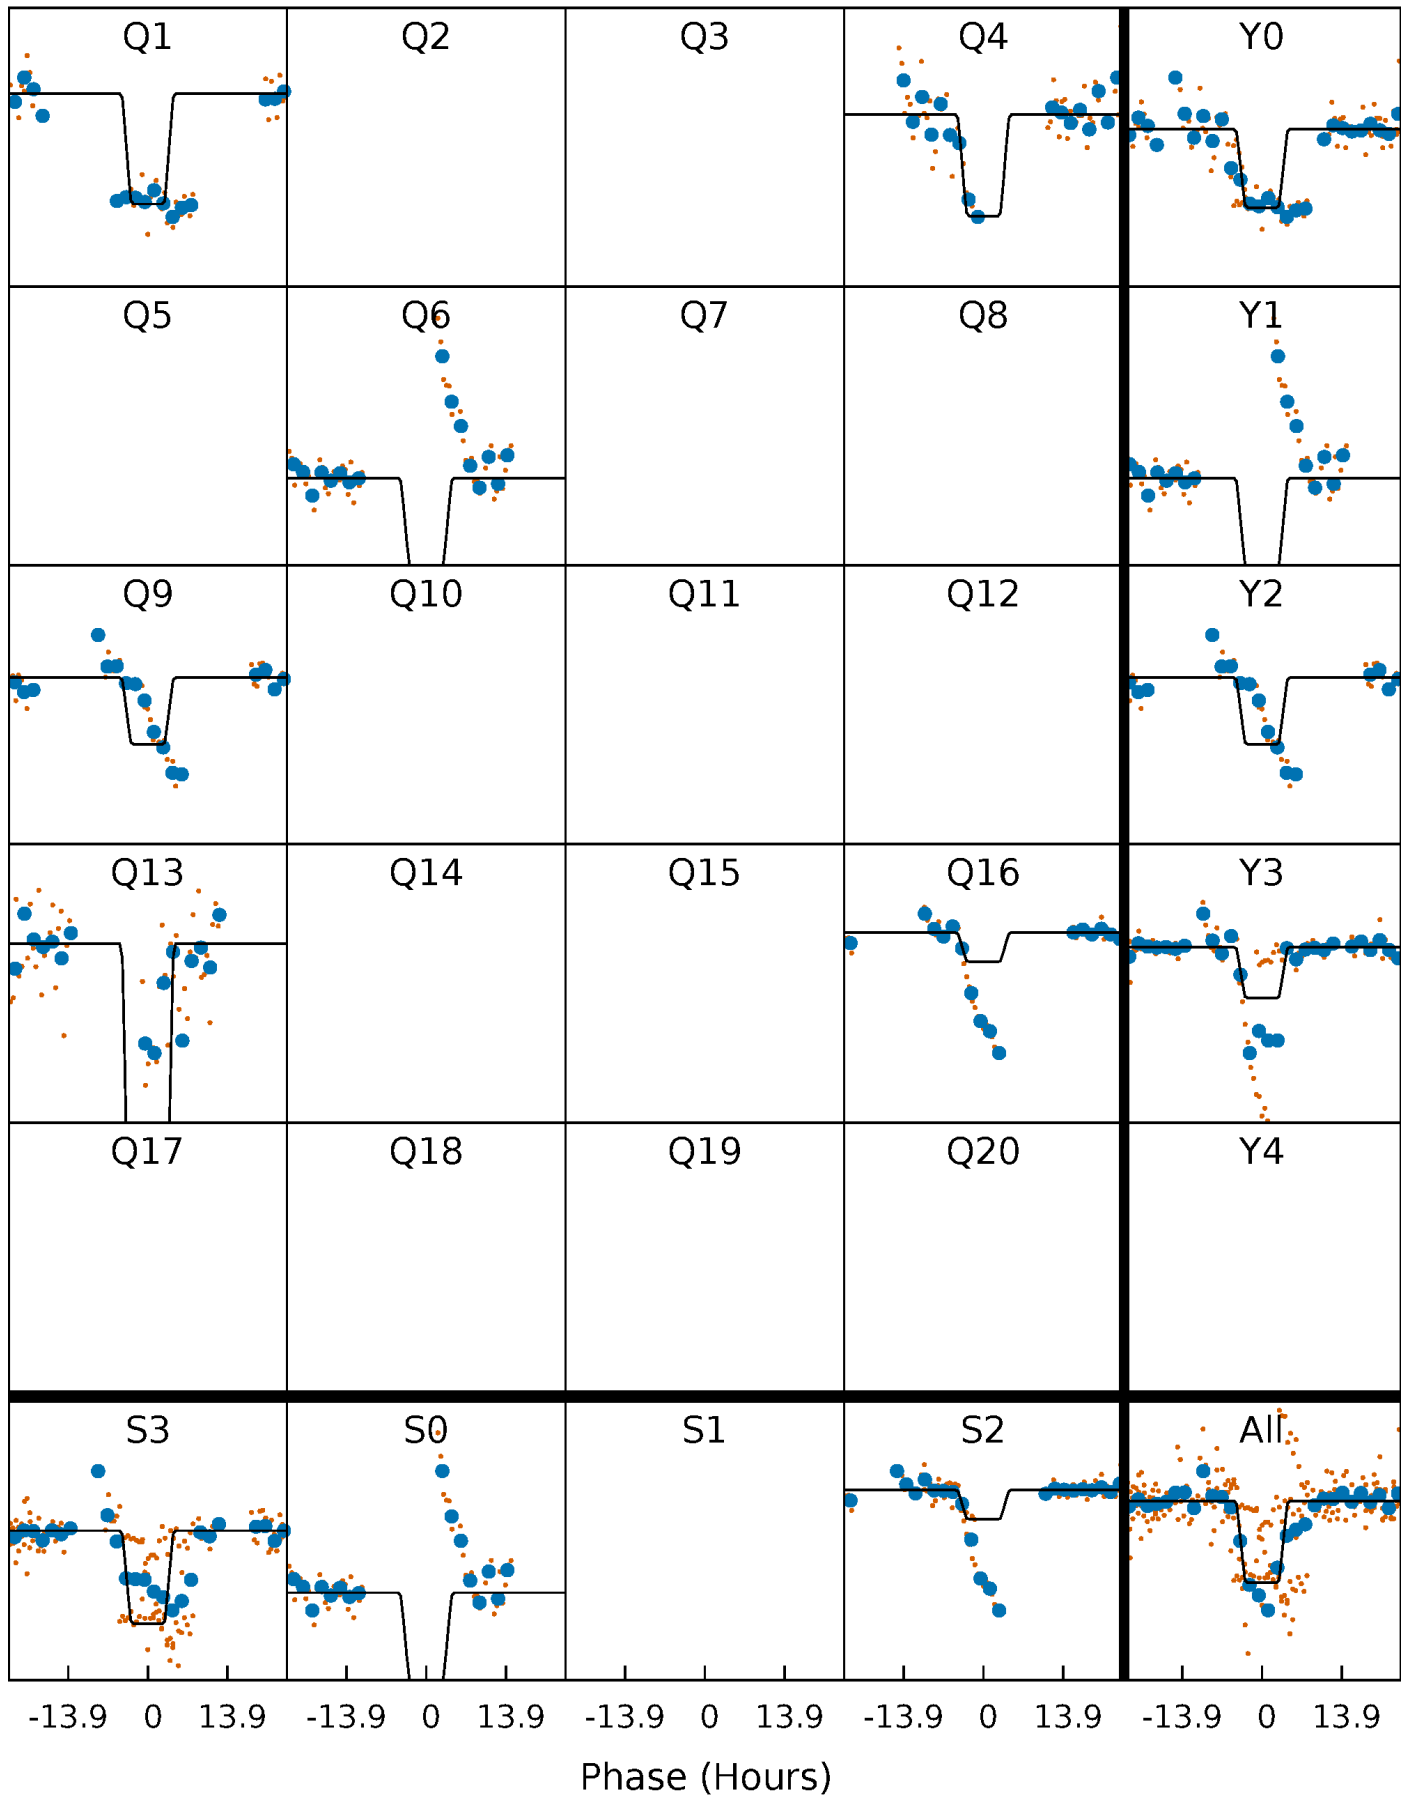 Q1 Q2 Q3 Q4 Y0
Q5 Q6 Q7 Q8 Y1
Q9 Q10 Q11 Q12 Y2
Q13 Q14 Q15 Q16 Y3
Q17 Q18 Q19 Q20 Y4
S3 S0 S1 S2 All
-13.9 0 13.9 -13.9 0 13.9 -13.9 0 13.9 -13.9 0 13.9 -13.9 0 13.9
Phase (Hours)